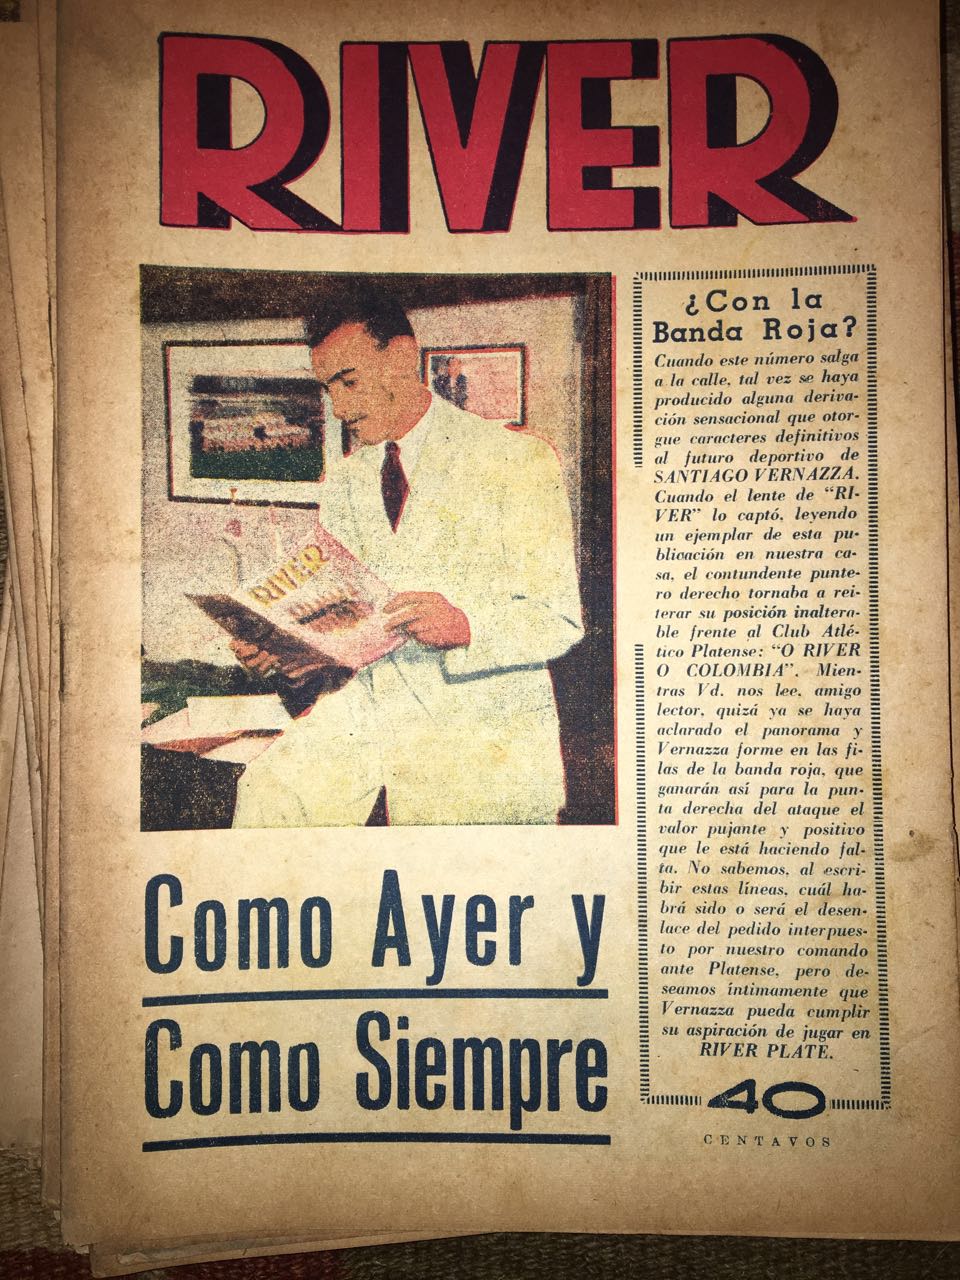 RIVER
RIVER
¿Con la
Banda Roja?
Cuando este número salga
a la calle, tal vez se haya
producido alguna deriva-
ción sensacional que otor-
gue caracteres definitivos
al futuro deportivo de
SANTIAGO VERNAZZA.
Cuando el lente de “RI-
VER” lo captó, leyendo
un ejemplar de esta pu-
blicación en nuestra ca-
sa, el contundente punte-
ro derecho tornaba a rei-
terar su posición inaltera-
ble frente al Club Atlé-
tico Platense: “O RIVER
O COLOMBIA”. Mien-
tras Vd. nos lee, amigo
lector, quizá ya se haya
aclarado el panorama y
Vernazza forme en las fi-
las de la banda roja, que
ganarán así para la pun-
ta derecha del ataque el
valor pujante y positivo
que le está haciendo fal-
ta. No sabemos, al escri-
bir estas líneas, cuál ha-
brá sido o será el desen-
lace del pedido interpues-
to por nuestro comando
ante Platense, pero de-
seamos íntimamente que
Vernazza pueda cumplir
su aspiración de jugar en
RIVER PLATE.
40
CENTAVOS
Como Ayer y
Como Siempre